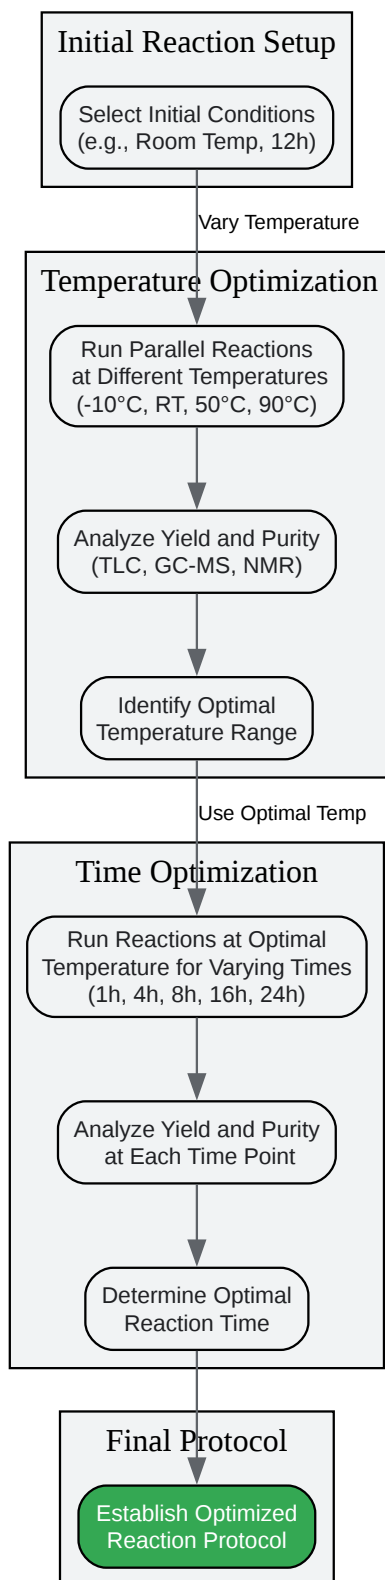 Initial Reaction Setup
Select Initial Conditions
(e.g., Room Temp, 12h)
Vary Temperature
Temperature Optimization
Run Parallel Reactions
at Different Temperatures
(-10°C, RT, 50°C, 90°C)
Analyze Yield and Purity
(TLC, GC-MS, NMR)
Identify Optimal
Temperature Range
Use Optimal Temp
Time Optimization
Run Reactions at Optimal
Temperature for Varying Times
(1h, 4h, 8h, 16h, 24h)
Analyze Yield and Purity
at Each Time Point
Determine Optimal
Reaction Time
Final Protocol
Establish Optimized
Reaction Protocol